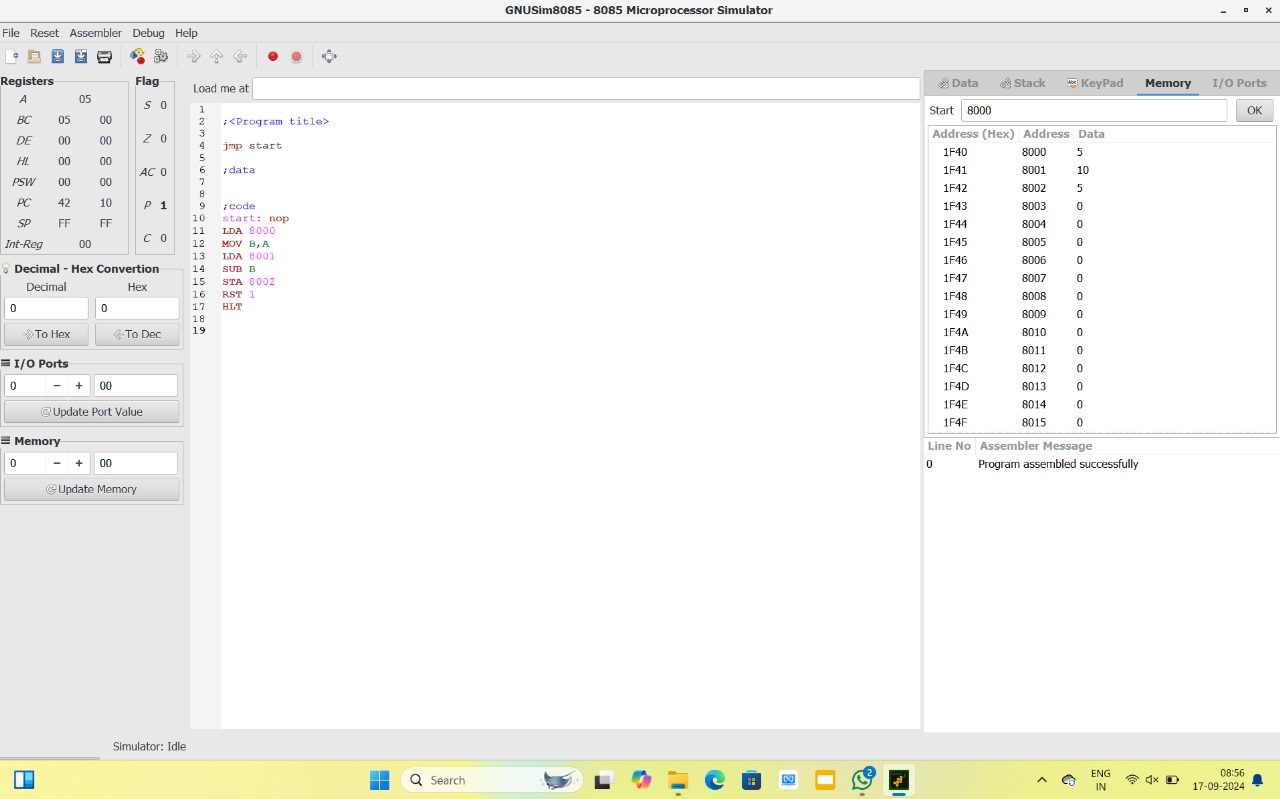 GNUSim8085 - 8085 Microprocessor Simulator
File Reset Assembler Debug Help
Registers
A 05
BC 05 00
DE 00 00
HL 00 00
PSW 00 00
PC 42 10
SP FF FF
Int-Reg 00
Flag
S 0
Z 0
AC 0
P 1
C 0
Decimal - Hex Convertion
Decimal Hex
0 0
To Hex To Dec
I/O Ports
0 − + 00
Update Port Value
Memory
0 − + 00
Update Memory
Load me at
1
2 ;<Program title>
3
4 jmp start
5
6 ;data
7
8
9 ;code
10 start: nop
11 LDA 8000
12 MOV B,A
13 LDA 8001
14 SUB B
15 STA 8002
16 RST 1
17 HLT
18
19
Data Stack KeyPad Memory I/O Ports
Start 8000 OK
Address (Hex) Address Data
1F40 8000 5
1F41 8001 10
1F42 8002 5
1F43 8003 0
1F44 8004 0
1F45 8005 0
1F46 8006 0
1F47 8007 0
1F48 8008 0
1F49 8009 0
1F4A 8010 0
1F4B 8011 0
1F4C 8012 0
1F4D 8013 0
1F4E 8014 0
1F4F 8015 0
Line No Assembler Message
0 Program assembled successfully
Simulator: Idle
Search
2
ENG
IN
08:56
17-09-2024